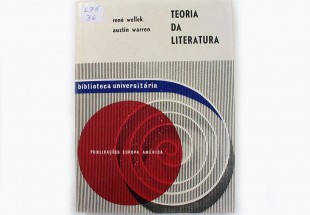 rené wellek
austin warren
TEORIA
DA
LITERATURA
biblioteca universitária
PUBLICAÇÕES EUROPA AMÉRICA